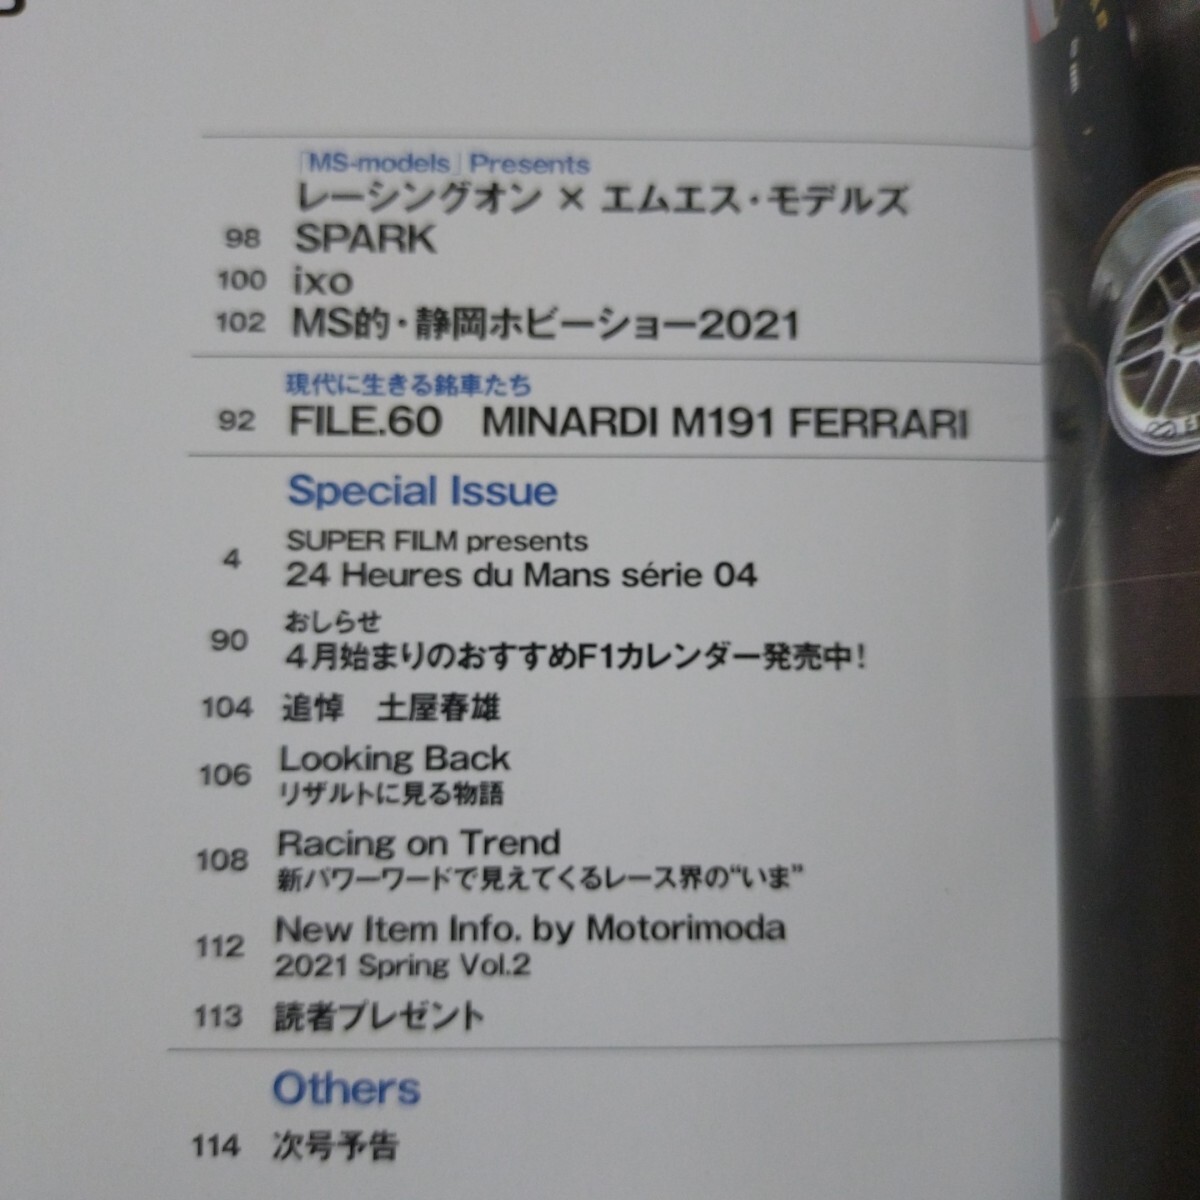 「MS-models」Presents
レーシングオン × エムエス・モデルズ
98 SPARK
100 ixo
102 MS的・静岡ホビーショー2021
現代に生きる銘車たち
92 FILE.60 MINARDI M191 FERRARI
Special Issue
SUPER FILM presents
4 24 Heures du Mans série 04
おしらせ
90 4月始まりのおすすめF1カレンダー発売中!
104 追悼 土屋春雄
106 Looking Back
リザルトに見る物語
108 Racing on Trend
新パワーワードで見えてくるレース界の“いま”
112 New Item Info. by Motorimoda
2021 Spring Vol.2
113 読者プレゼント
Others
114 次号予告